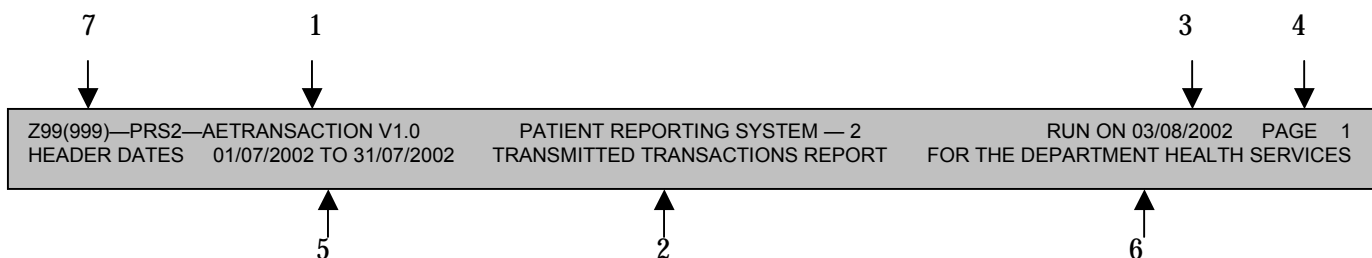 7 1 3 4
Z99(999)—PRS2—AETRANSACTION V1.0 PATIENT REPORTING SYSTEM — 2 RUN ON 03/08/2002 PAGE 1
HEADER DATES 01/07/2002 TO 31/07/2002 TRANSMITTED TRANSACTIONS REPORT FOR THE DEPARTMENT HEALTH SERVICES
5 2 6